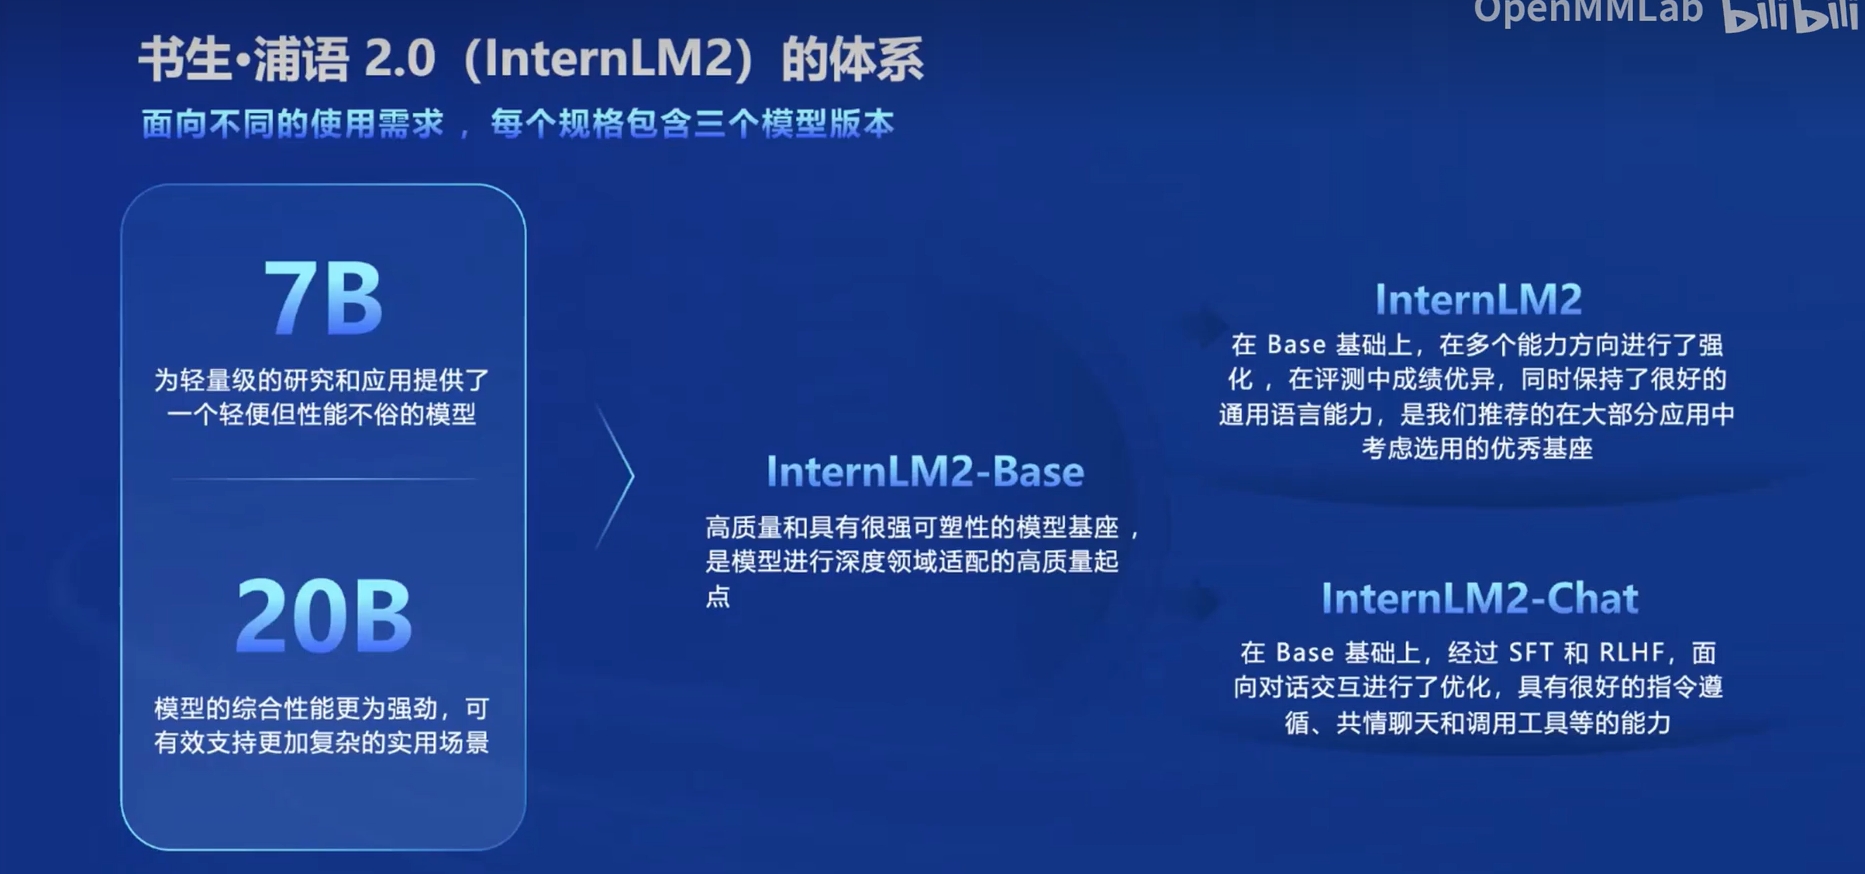 OpenMMLab bilibili
书生·浦语 2.0（InternLM2）的体系
面向不同的使用需求，每个规格包含三个模型版本
7B
为轻量级的研究和应用提供了
一个轻便但性能不俗的模型
20B
模型的综合性能更为强劲，可
有效支持更加复杂的实用场景
InternLM2-Base
高质量和具有很强可塑性的模型基座，
是模型进行深度领域适配的高质量起
点
InternLM2
在 Base 基础上，在多个能力方向进行了强
化，在评测中成绩优异，同时保持了很好的
通用语言能力，是我们推荐的在大部分应用中
考虑选用的优秀基座
InternLM2-Chat
在 Base 基础上，经过 SFT 和 RLHF，面
向对话交互进行了优化，具有很好的指令遵
循、共情聊天和调用工具等的能力